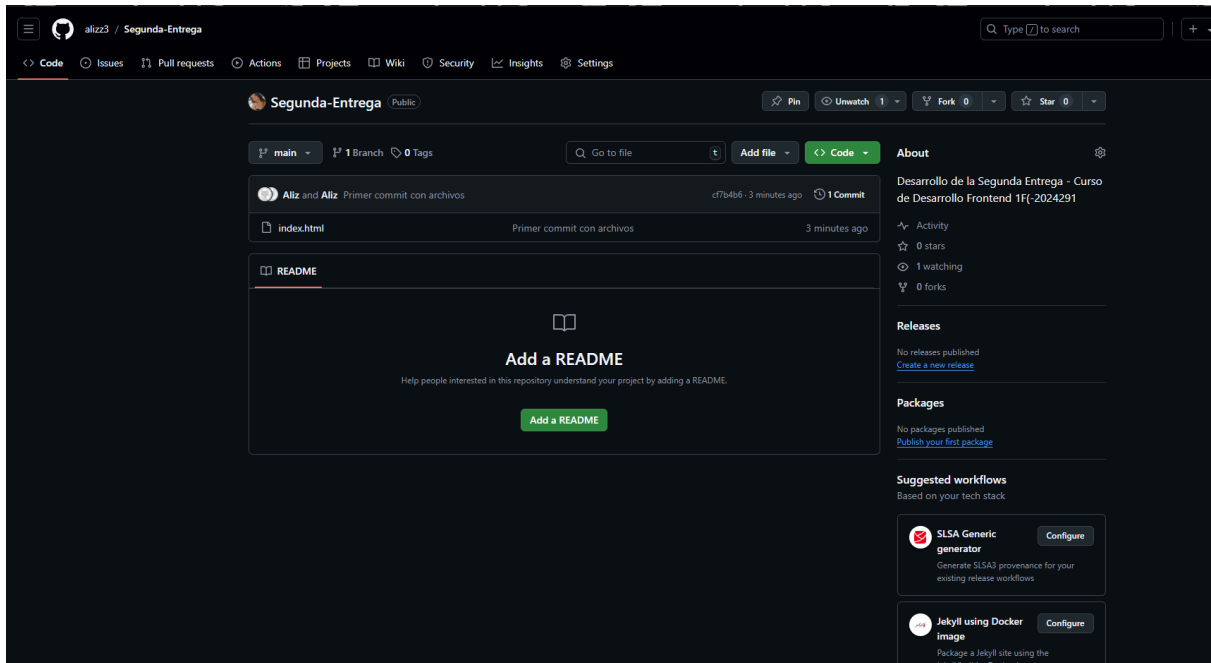 alizz3 / Segunda-Entrega
Type / to search
Code Issues Pull requests Actions Projects Wiki Security Insights Settings
Segunda-Entrega Public
Pin Unwatch 1 Fork 0 Star 0
main 1 Branch 0 Tags Go to file t Add file Code
About
Desarrollo de la Segunda Entrega - Curso
de Desarrollo Frontend 1F(-2024291
Aliz and Aliz Primer commit con archivos cf7b4b6 · 3 minutes ago 1 Commit
index.html Primer commit con archivos 3 minutes ago
Activity
0 stars
1 watching
0 forks
README
Add a README
Help people interested in this repository understand your project by adding a README.
Add a README
Releases
No releases published
Create a new release
Packages
No packages published
Publish your first package
Suggested workflows
Based on your tech stack
SLSA Generic
generator
Configure
Generate SLSA3 provenance for your
existing release workflows
Jekyll using Docker
image
Configure
Package a Jekyll site using the